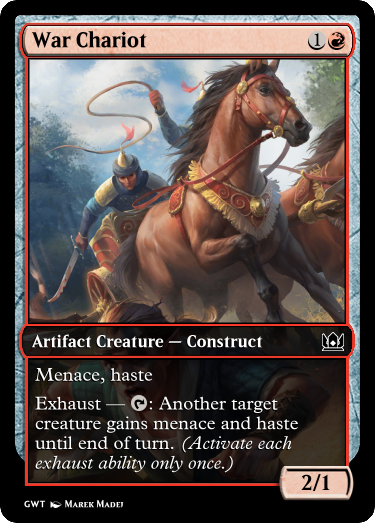 War Chariot 1
Artifact Creature — Construct
Menace, haste
Exhaust — : Another target
creature gains menace and haste
until end of turn. (Activate each
exhaust ability only once.)
2/1
GWT Marek Madej